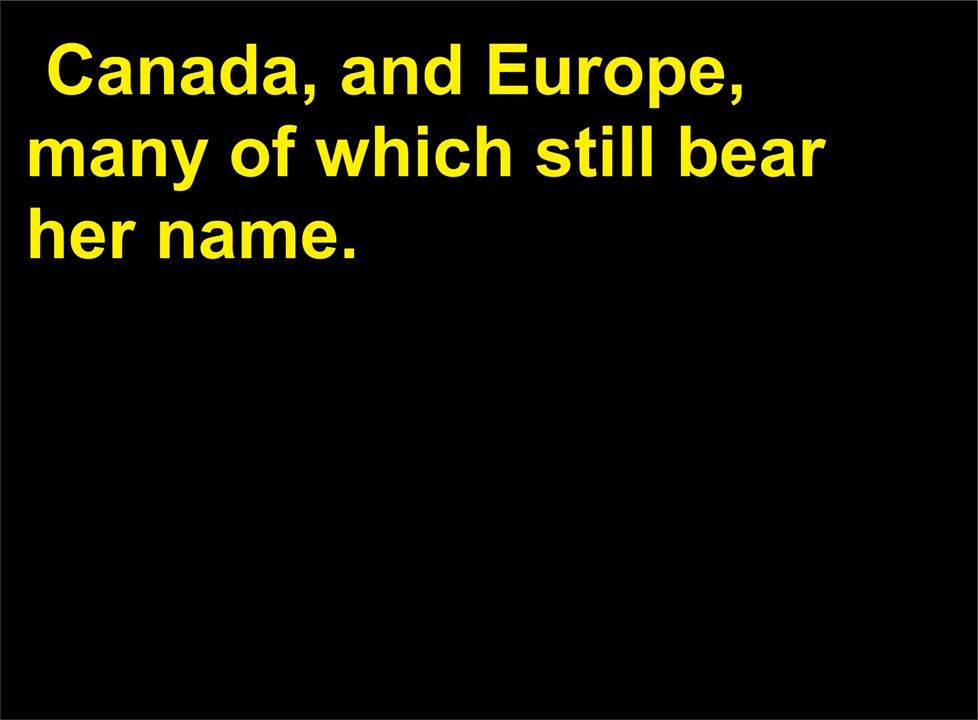 Canada, and Europe,
many of which still bear
her name.